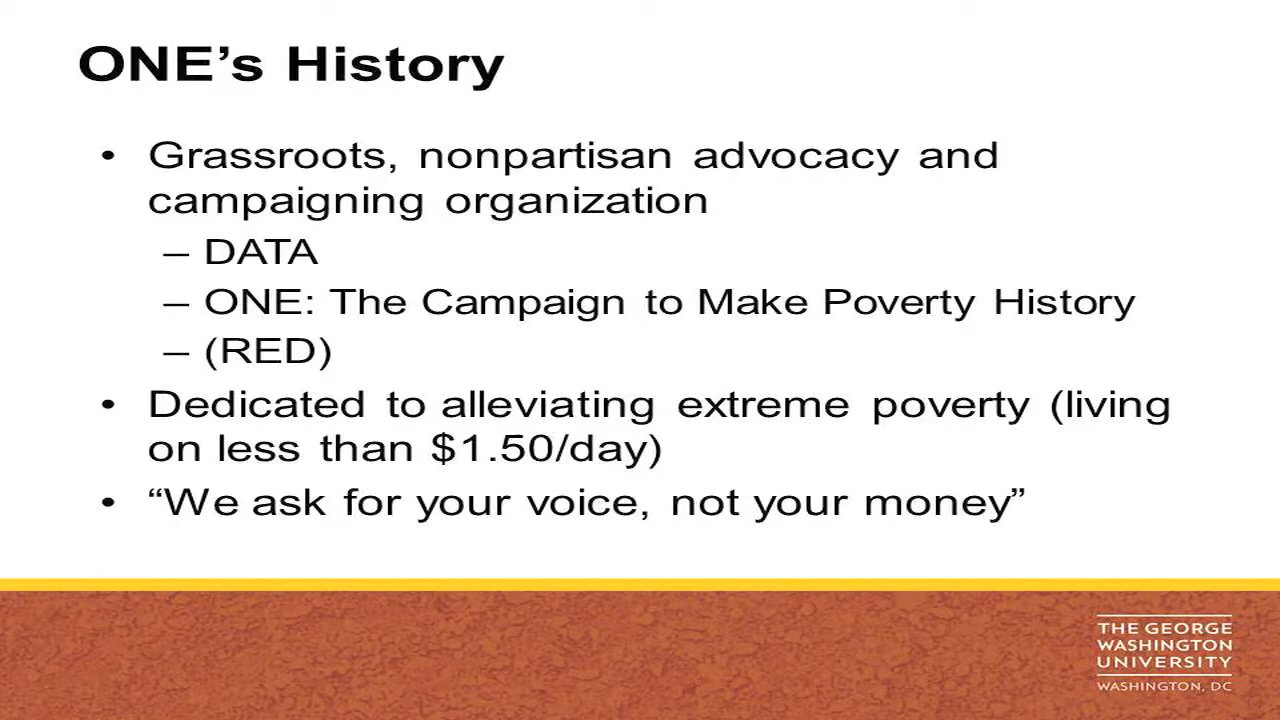 ONE’s History
• Grassroots, nonpartisan advocacy and
campaigning organization
– DATA
– ONE: The Campaign to Make Poverty History
– (RED)
• Dedicated to alleviating extreme poverty (living
on less than $1.50/day)
• “We ask for your voice, not your money”
THE GEORGE
WASHINGTON
UNIVERSITY
WASHINGTON, DC